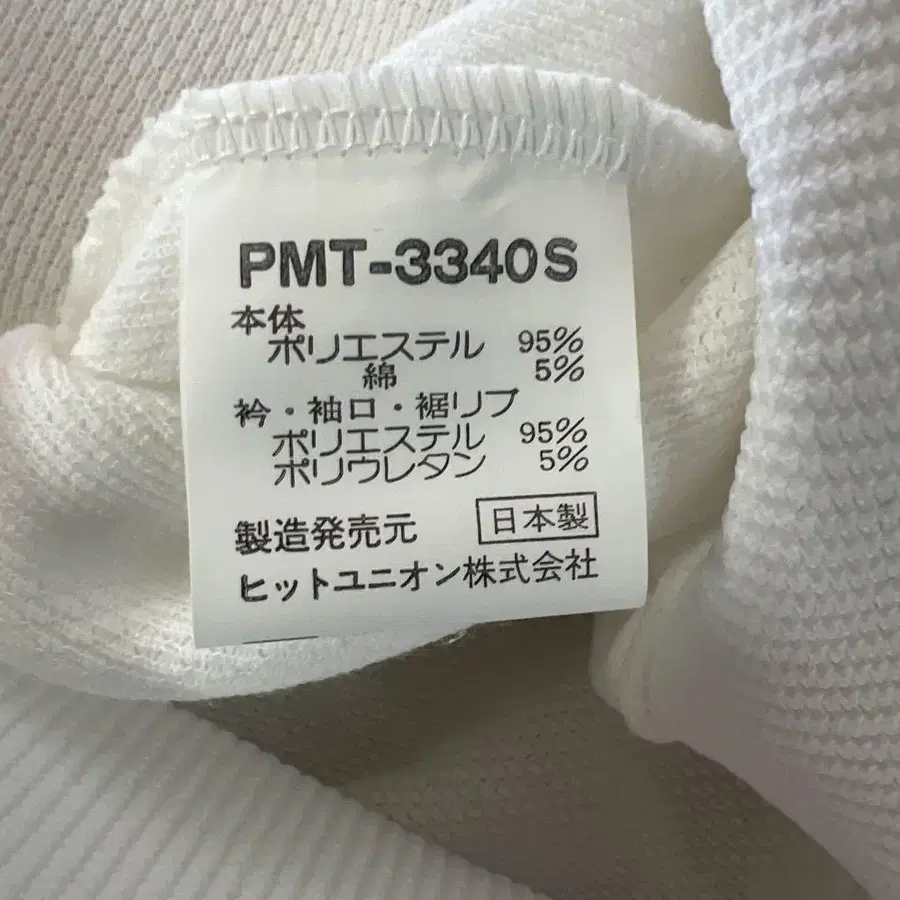 PMT-3340S
本体
ポリエステル 95%
綿 5%
衿・袖口・裾リブ
ポリエステル 95%
ポリウレタン 5%
製造発売元 日本製
ヒットユニオン株式会社